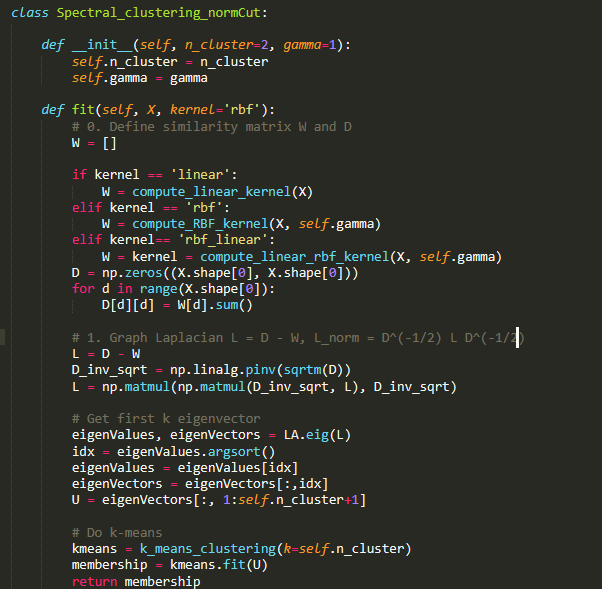 class Spectral_clustering_normCut:
def __init__(self, n_cluster=2, gamma=1):
self.n_cluster = n_cluster
self.gamma = gamma
def fit(self, X, kernel='rbf'):
# 0. Define similarity matrix W and D
W = []
if kernel == 'linear':
W = compute_linear_kernel(X)
elif kernel == 'rbf':
W = compute_RBF_kernel(X, self.gamma)
elif kernel== 'rbf_linear':
W = kernel = compute_linear_rbf_kernel(X, self.gamma)
D = np.zeros((X.shape[0], X.shape[0]))
for d in range(X.shape[0]):
D[d][d] = W[d].sum()
# 1. Graph Laplacian L = D - W, L_norm = D^(-1/2) L D^(-1/2)
L = D - W
D_inv_sqrt = np.linalg.pinv(sqrtm(D))
L = np.matmul(np.matmul(D_inv_sqrt, L), D_inv_sqrt)
# Get first k eigenvector
eigenValues, eigenVectors = LA.eig(L)
idx = eigenValues.argsort()
eigenValues = eigenValues[idx]
eigenVectors = eigenVectors[:,idx]
U = eigenVectors[:, 1:self.n_cluster+1]
# Do k-means
kmeans = k_means_clustering(k=self.n_cluster)
membership = kmeans.fit(U)
return membership